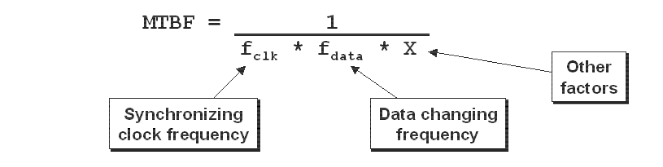 MTBF = 1
f_clk * f_data * X
Other
factors
Synchronizing
clock frequency
Data changing
frequency